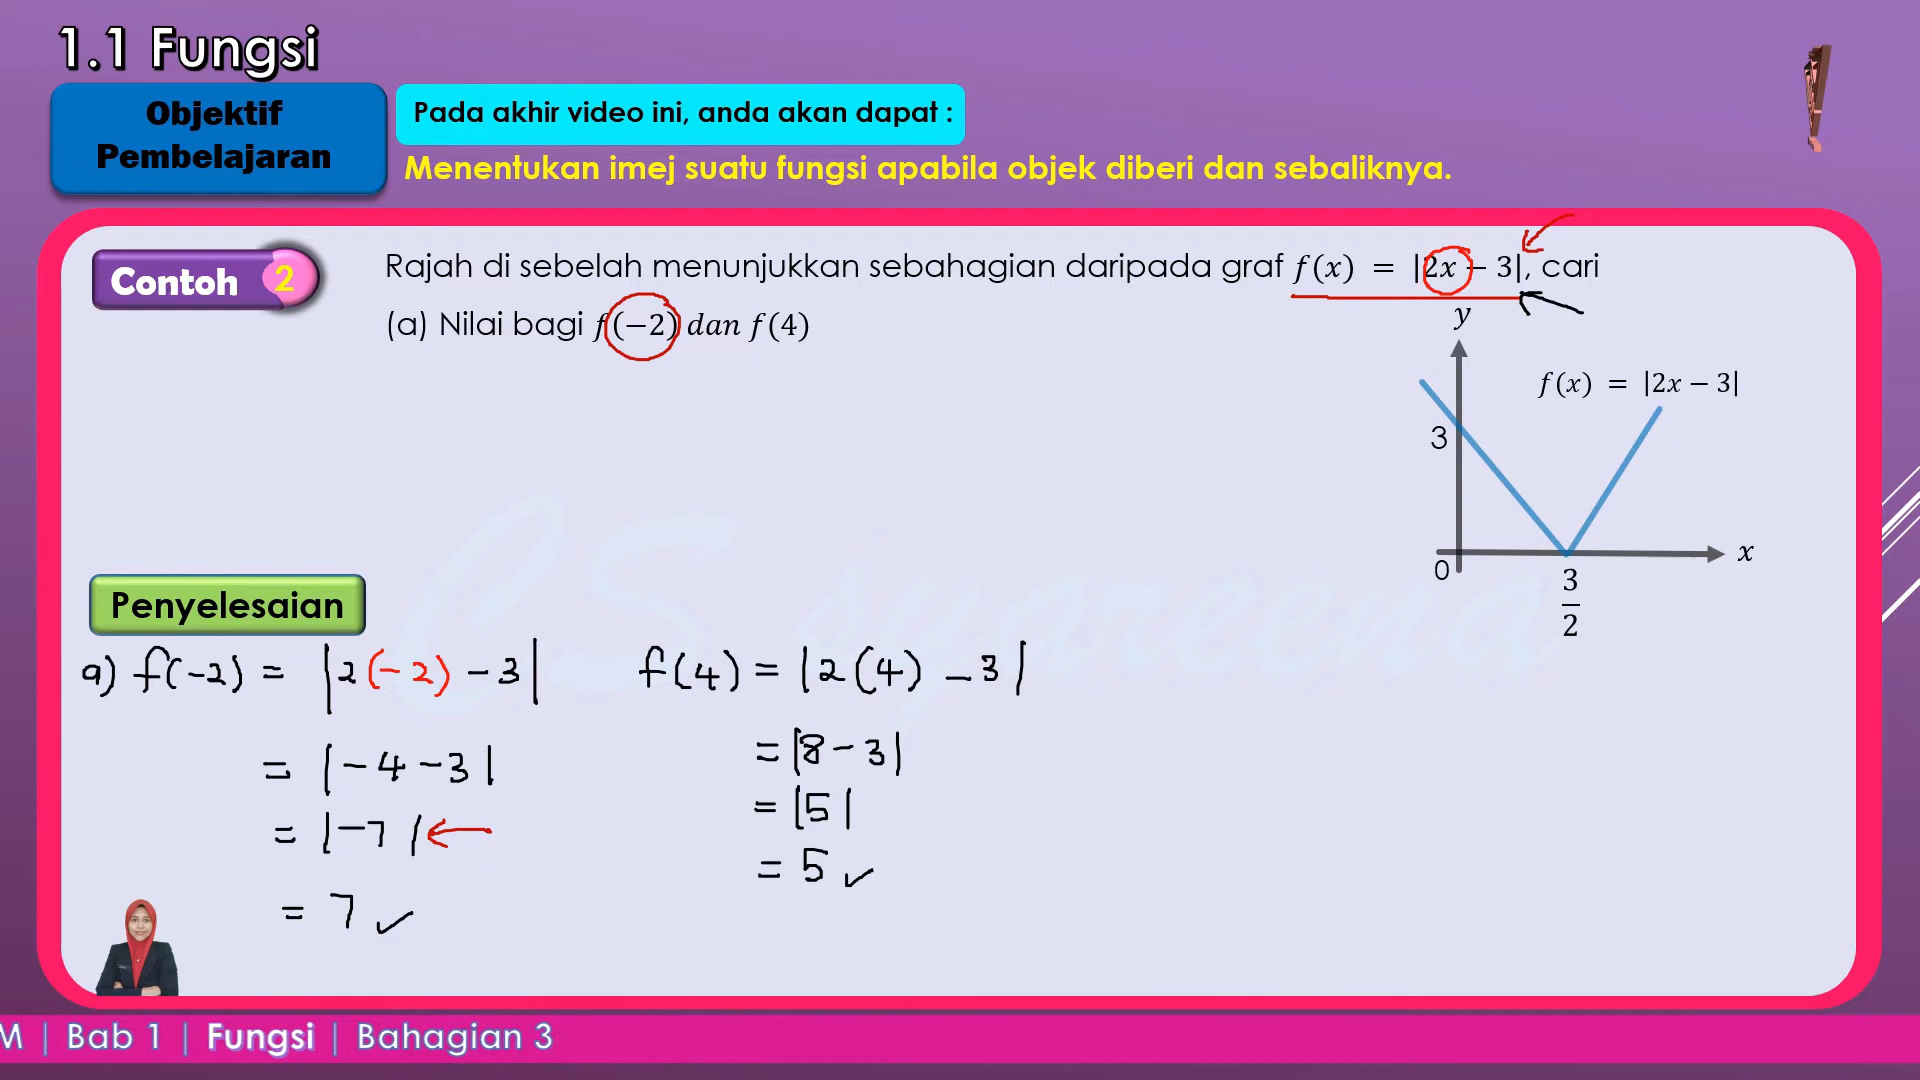 1.1 Fungsi
Objektif
Pembelajaran
Pada akhir video ini, anda akan dapat :
Menentukan imej suatu fungsi apabila objek diberi dan sebaliknya.
Contoh 2
Rajah di sebelah menunjukkan sebahagian daripada graf f(x) = |2x − 3|, cari
(a) Nilai bagi f(−2) dan f(4)
y
f(x) = |2x − 3|
3
0
x
3
2
CS syareena
Penyelesaian
a) f(-2) = |2(-2) - 3|
= |-4 - 3|
= |-7|
= 7 ✓
f(4) = |2(4) - 3|
= |8 - 3|
= |5|
= 5 ✓
M | Bab 1 | Fungsi | Bahagian 3